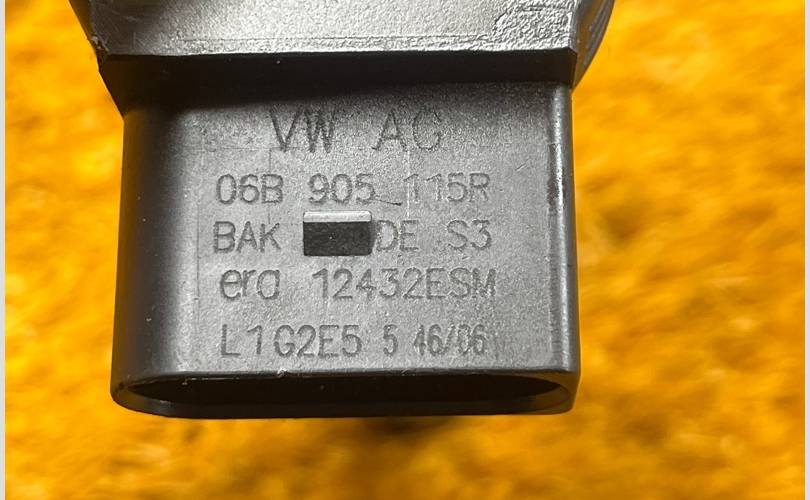 VW AG
06B 905 115R
BAK DE S3
era 12432ESM
L1G2E5 5 46/06